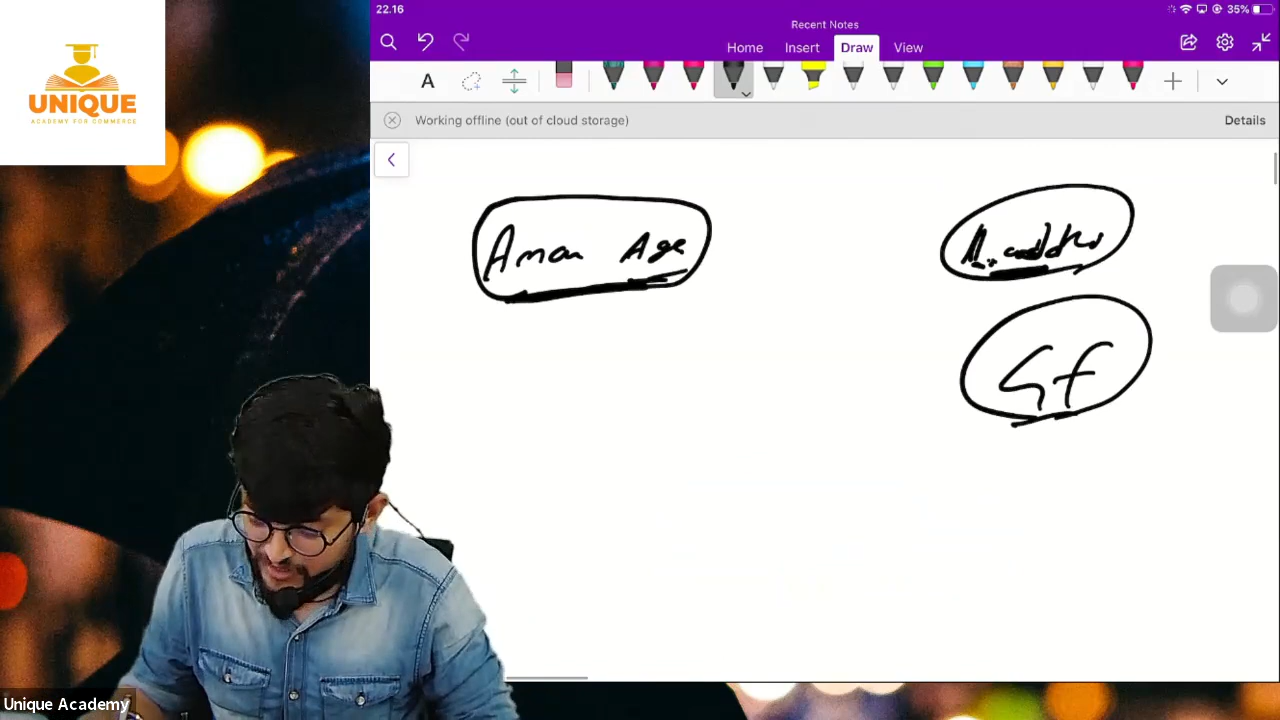 UNIQUE
ACADEMY FOR COMMERCE
22.16
35%
Recent Notes
Home Insert Draw View
A
Working offline (out of cloud storage)
Details
Aman Age
Gf
Unique Academy